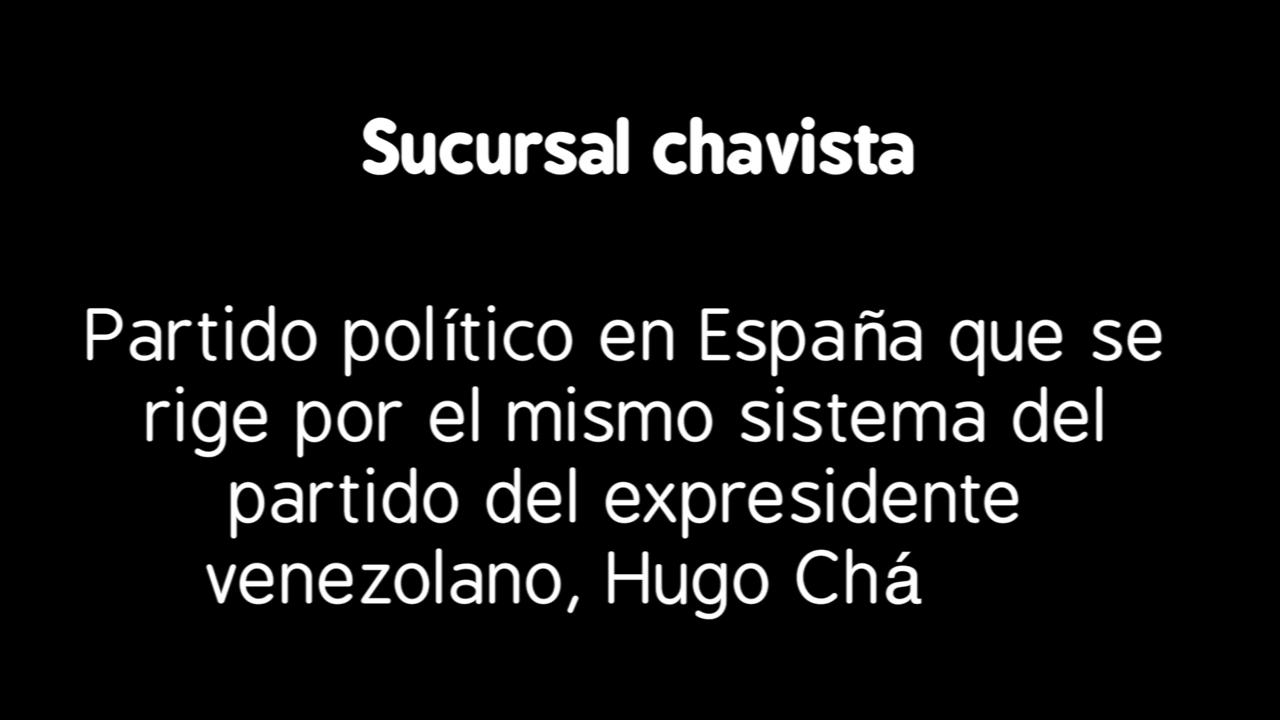 Sucursal chavista
Partido político en España que se
rige por el mismo sistema del
partido del expresidente
venezolano, Hugo Chá